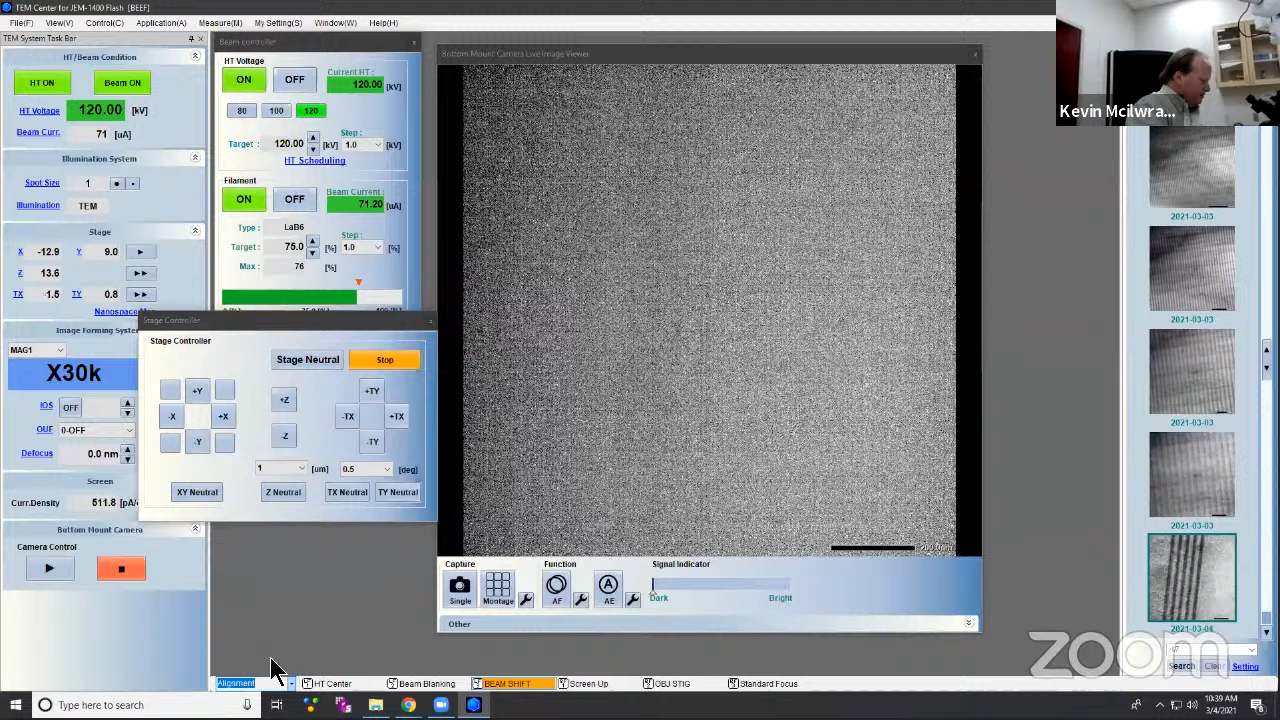 TEM Center for JEM-1400 Flash [BEEF]
File(F) View(V) Control(C) Application(A) Measure(M) My Setting(S) Window(W) Help(H)
TEM System Task Bar
HT/Beam Condition
HT ON Beam ON
HT Voltage 120.00 [kV]
Beam Curr. 71 [uA]
Illumination System
Spot Size 1
Illumination TEM
Stage
X -12.9 Y 9.0
Z 13.6
TX -1.5 TY 0.8
Image Forming System
MAG1
X30k
IOS OFF
OUF 0-OFF
Defocus 0.0 nm
Screen
Curr.Density 511.8
Bottom Mount Camera
Camera Control
Beam controller
HT Voltage
ON OFF Current HT : 120.00 [kV]
80 100 120
Target : 120.00 [kV] Step : 1.0 [kV]
HT Scheduling
Filament
ON OFF Beam Current : 71.20 [uA]
Type : LaB6
Target : 75.0 [%] Step : 1.0 [%]
Max : 76 [%]
Stage Controller
Stage Controller
Stage Neutral Stop
+Y +Z +TY
-X +X -TX +TX
-Y -Z -TY
1 [um] 0.5 [deg]
XY Neutral Z Neutral TX Neutral TY Neutral
Bottom Mount Camera Live Image Viewer
Capture Function Signal Indicator
Single Montage AF AE
Dark Bright
Other
Kevin Mcilwra...
2021-03-03
2021-03-03
2021-03-03
2021-03-03
2021-03-04
Search Clear Setting
zoom
Alignment HT Center Beam Blanking BEAM SHIFT Screen Up OBJ STIG Standard Focus
Type here to search
10:39 AM
3/4/2021